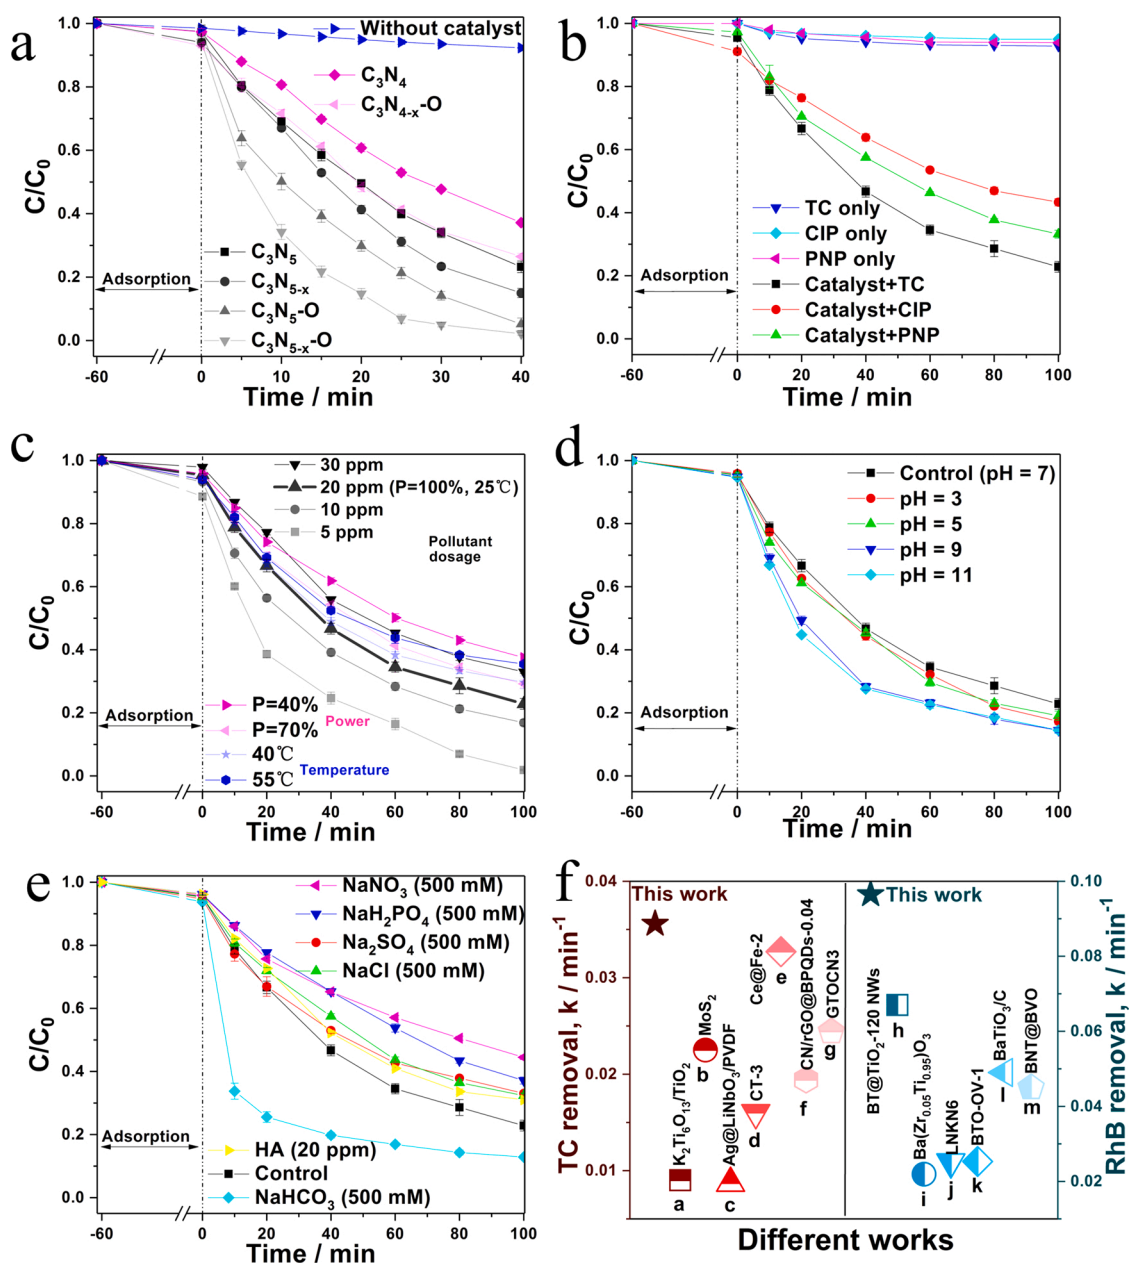 a
Without catalyst
C₃N₄
C₃N₄₋ₓ-O
C₃N₅
C₃N₅₋ₓ
C₃N₅-O
C₃N₅₋ₓ-O
Adsorption
C/C₀
1.0
0.8
0.6
0.4
0.2
0.0
-60 0 10 20 30 40
Time / min
b
TC only
CIP only
PNP only
Catalyst+TC
Catalyst+CIP
Catalyst+PNP
Adsorption
C/C₀
1.0
0.8
0.6
0.4
0.2
0.0
-60 0 20 40 60 80 100
Time / min
c
30 ppm
20 ppm (P=100%, 25℃)
10 ppm
5 ppm
Pollutant
dosage
P=40%
Power
P=70%
40℃
Temperature
55℃
Adsorption
C/C₀
1.0
0.8
0.6
0.4
0.2
0.0
-60 0 20 40 60 80 100
Time / min
d
Control (pH = 7)
pH = 3
pH = 5
pH = 9
pH = 11
Adsorption
C/C₀
1.0
0.8
0.6
0.4
0.2
0.0
-60 0 20 40 60 80 100
Time / min
e
NaNO₃ (500 mM)
NaH₂PO₄ (500 mM)
Na₂SO₄ (500 mM)
NaCl (500 mM)
HA (20 ppm)
Control
NaHCO₃ (500 mM)
Adsorption
C/C₀
1.0
0.8
0.6
0.4
0.2
0.0
-60 0 20 40 60 80 100
Time / min
f
TC removal, k / min⁻¹
0.04
0.03
0.02
0.01
This work
K₂Ti₆O₁₃/TiO₂
a
MoS₂
b
Ag@LiNbO₃/PVDF
c
CT-3
d
Ce@Fe-2
e
CN/rGO@BPQDs-0.04
f
GTOCN3
g
This work
BT@TiO₂-120 NWs
h
Ba(Zr₀.₀₅Ti₀.₉₅)O₃
i
LNKN6
j
BTO-OV-1
k
BaTiO₃/C
l
BNT@BVO
m
0.10
0.08
0.06
0.04
0.02
RhB removal, k / min⁻¹
Different works